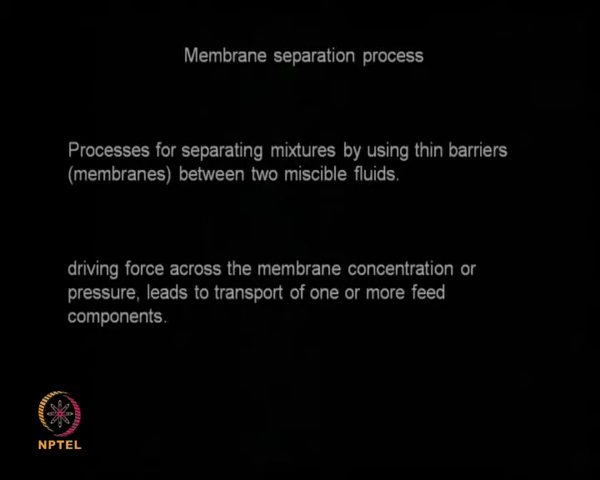 Membrane separation process
Processes for separating mixtures by using thin barriers
(membranes) between two miscible fluids.
driving force across the membrane concentration or
pressure, leads to transport of one or more feed
components.
NPTEL